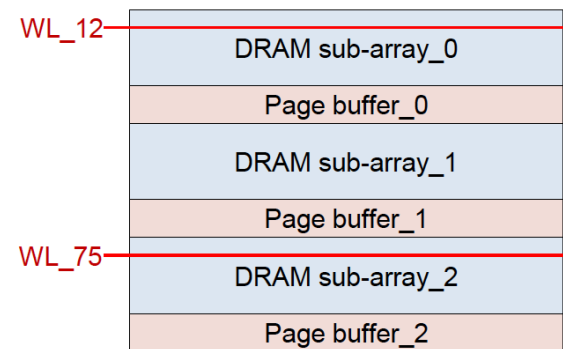 WL_12
DRAM sub-array_0
Page buffer_0
DRAM sub-array_1
Page buffer_1
WL_75
DRAM sub-array_2
Page buffer_2